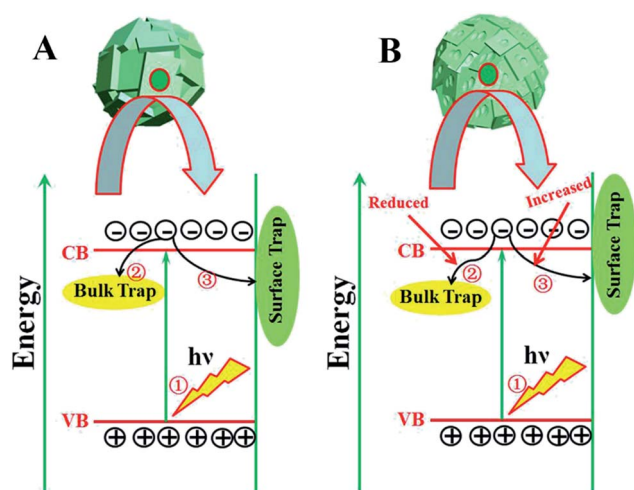 A
CB
②
Bulk Trap
③
Surface Trap
Energy
hν
①
VB
B
Reduced
Increased
CB
②
Bulk Trap
③
Surface Trap
Energy
hν
①
VB